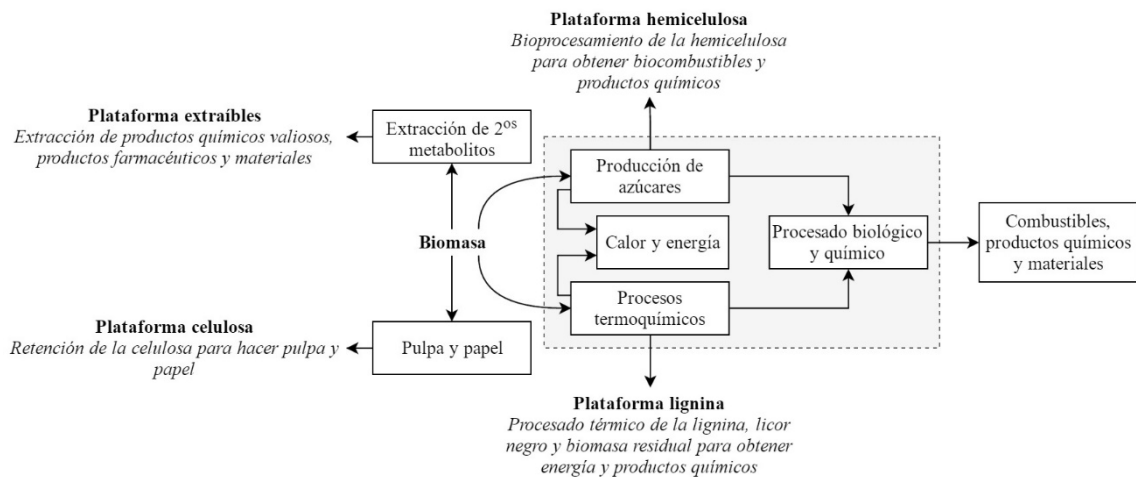 Plataforma hemicelulosa
Bioprocesamiento de la hemicelulosa
para obtener biocombustibles y
productos químicos
Plataforma extraíbles
Extracción de productos químicos valiosos,
productos farmacéuticos y materiales
Extracción de 2os
metabolitos
Producción de
azúcares
Biomasa
Calor y energía
Procesado biológico
y químico
Combustibles,
productos químicos
y materiales
Procesos
termoquímicos
Plataforma celulosa
Retención de la celulosa para hacer pulpa y
papel
Pulpa y papel
Plataforma lignina
Procesado térmico de la lignina, licor
negro y biomasa residual para obtener
energía y productos químicos